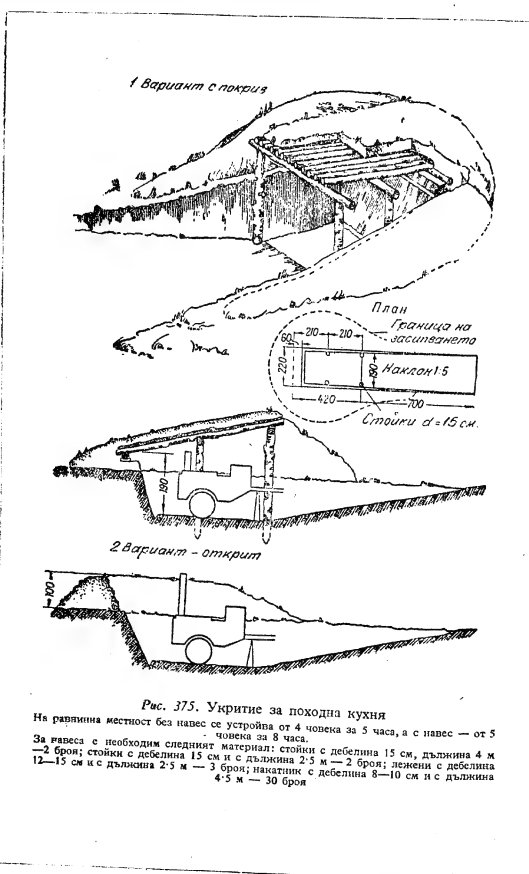 1 Вариант с покрив
План
Граница на
засипването
210 210
60
220
190
Наклон 1:5
420
700
Стойки d = 15 см.
190
2 Вариант – открит
100
Рис. 375. Укритие за походна кухня
На равнинна местност без навес се устройва от 4 човека за 5 часа, а с навес — от 5
човека за 8 часа.
За навеса е необходим следният материал: стойки с дебелина 15 см, дължина 4 м
—2 броя; стойки с дебелина 15 см и с дължина 2·5 м — 2 броя; лежени с дебелина
12—15 см и с дължина 2·5 м — 3 броя; накатник с дебелина 8—10 см и с дължина
4·5 м — 30 броя